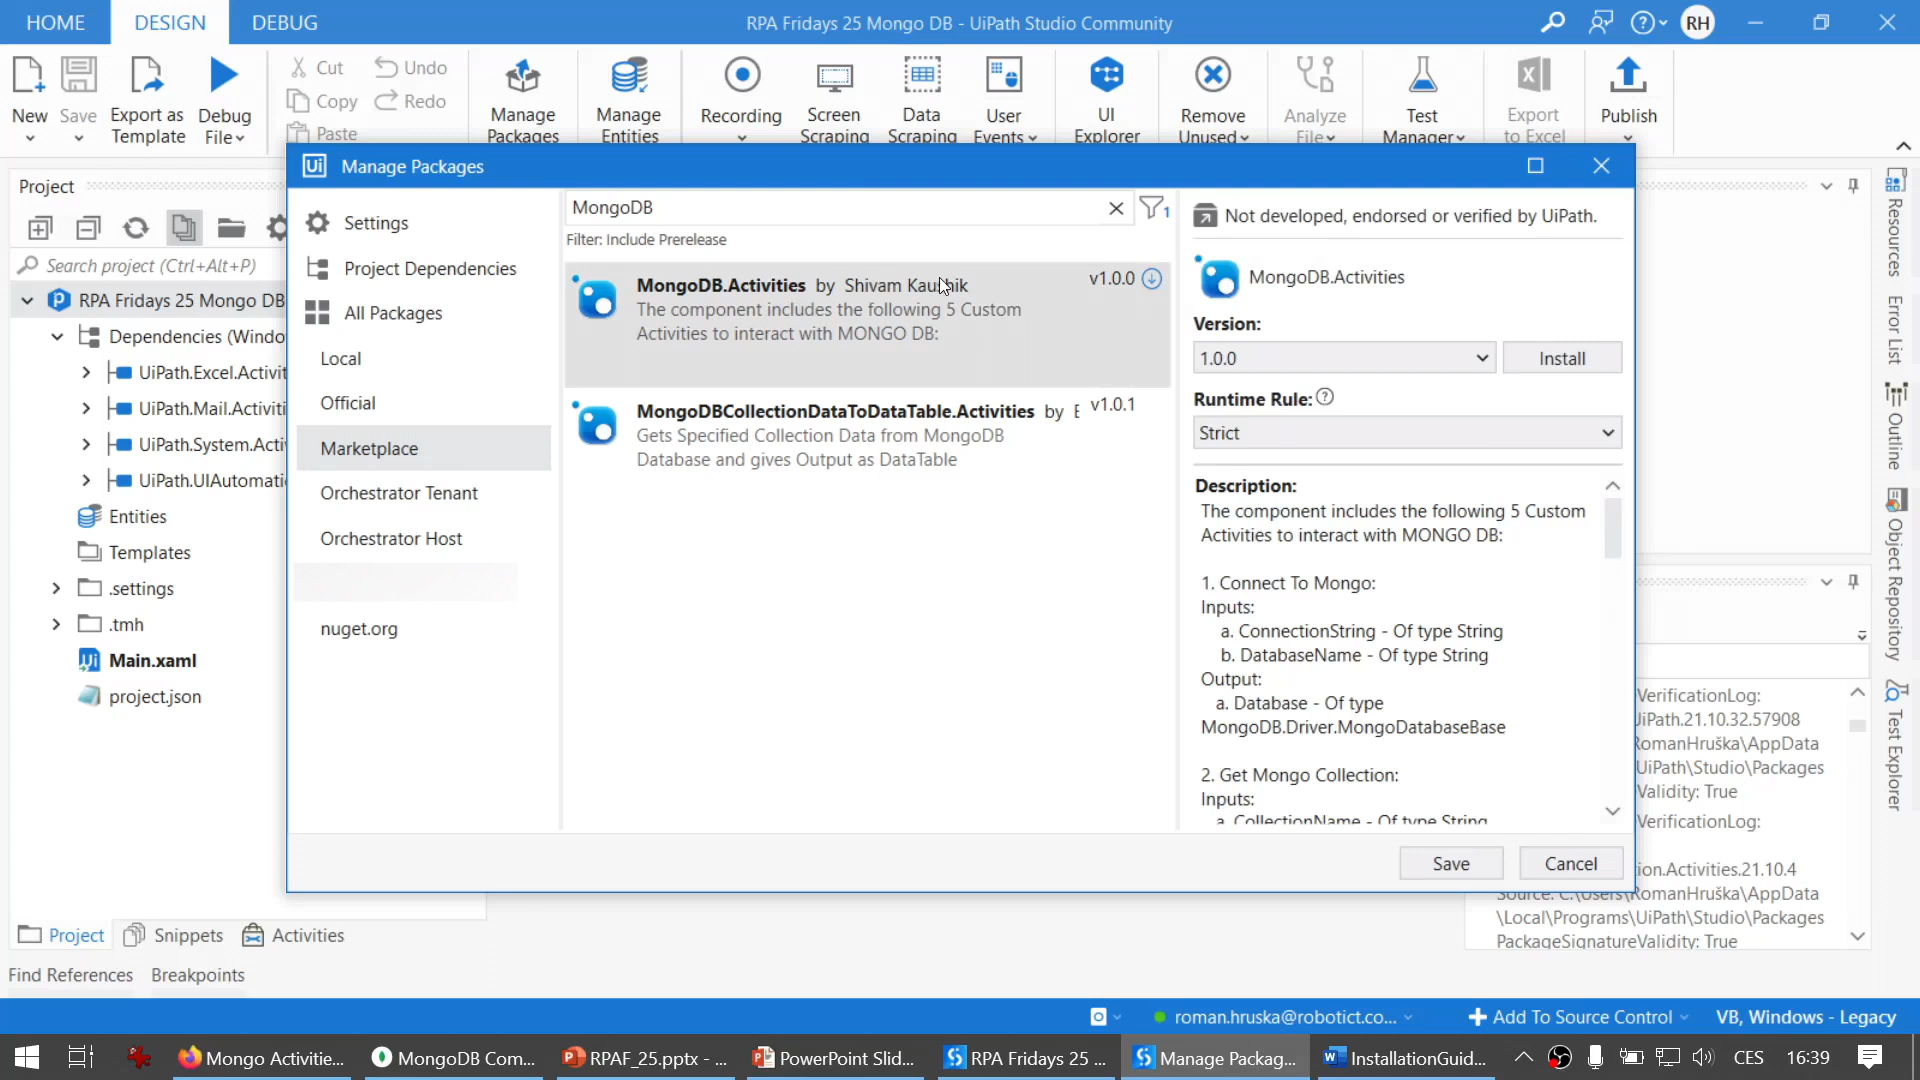 HOME DESIGN DEBUG RPA Fridays 25 Mongo DB - UiPath Studio Community RH
New
Save
Export as Template
Debug File
Cut
Copy
Paste
Undo
Redo
Manage Packages
Manage Entities
Recording
Screen Scraping
Data Scraping
User Events
UI Explorer
Remove Unused
Analyze File
Test Manager
Export to Excel
Publish
Project
Search project (Ctrl+Alt+P)
RPA Fridays 25 Mongo DB
Dependencies (Windo
UiPath.Excel.Activit
UiPath.Mail.Activiti
UiPath.System.Acti
UiPath.UIAutomati
Entities
Templates
.settings
.tmh
Main.xaml
project.json
Ui Manage Packages
Settings
Project Dependencies
All Packages
Local
Official
Marketplace
Orchestrator Tenant
Orchestrator Host
nuget.org
MongoDB
1
Filter: Include Prerelease
MongoDB.Activities by Shivam Kaushik v1.0.0
The component includes the following 5 Custom
Activities to interact with MONGO DB:
MongoDBCollectionDataToDataTable.Activities by v1.0.1
Gets Specified Collection Data from MongoDB
Database and gives Output as DataTable
Not developed, endorsed or verified by UiPath.
MongoDB.Activities
Version:
1.0.0 Install
Runtime Rule:
Strict
Description:
The component includes the following 5 Custom
Activities to interact with MONGO DB:
1. Connect To Mongo:
Inputs:
a. ConnectionString - Of type String
b. DatabaseName - Of type String
Output:
a. Database - Of type
MongoDB.Driver.MongoDatabaseBase
2. Get Mongo Collection:
Inputs:
a. CollectionName - Of type String
Save Cancel
Resources
Error List
Outline
Object Repository
Test Explorer
VerificationLog:
UiPath.21.10.32.57908
RomanHruška\AppData
UiPath\Studio\Packages
Validity: True
VerificationLog:
ion.Activities.21.10.4
Source: C:\Users\RomanHruška\AppData
\Local\Programs\UiPath\Studio\Packages
PackageSignatureValidity: True
Project Snippets Activities
Find References Breakpoints
roman.hruska@robotict.co... Add To Source Control VB, Windows - Legacy
Mongo Activitie... MongoDB Com... RPAF_25.pptx - ... PowerPoint Slid... RPA Fridays 25 ... Manage Packag... InstallationGuid... CES 16:39